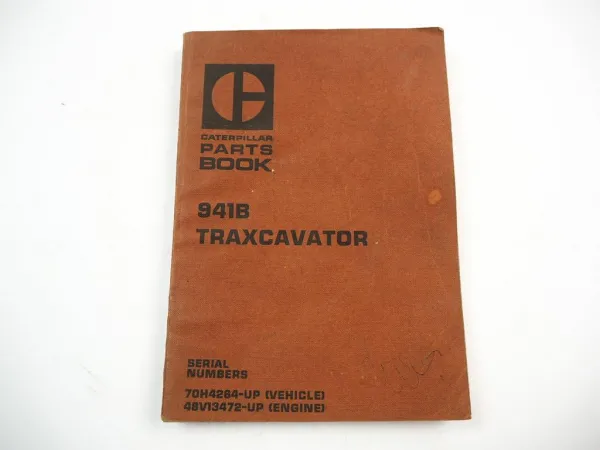 CATERPILLAR
PARTS
BOOK
941B
TRAXCAVATOR
SERIAL
NUMBERS
70H4264-UP (VEHICLE)
48V13472-UP (ENGINE)